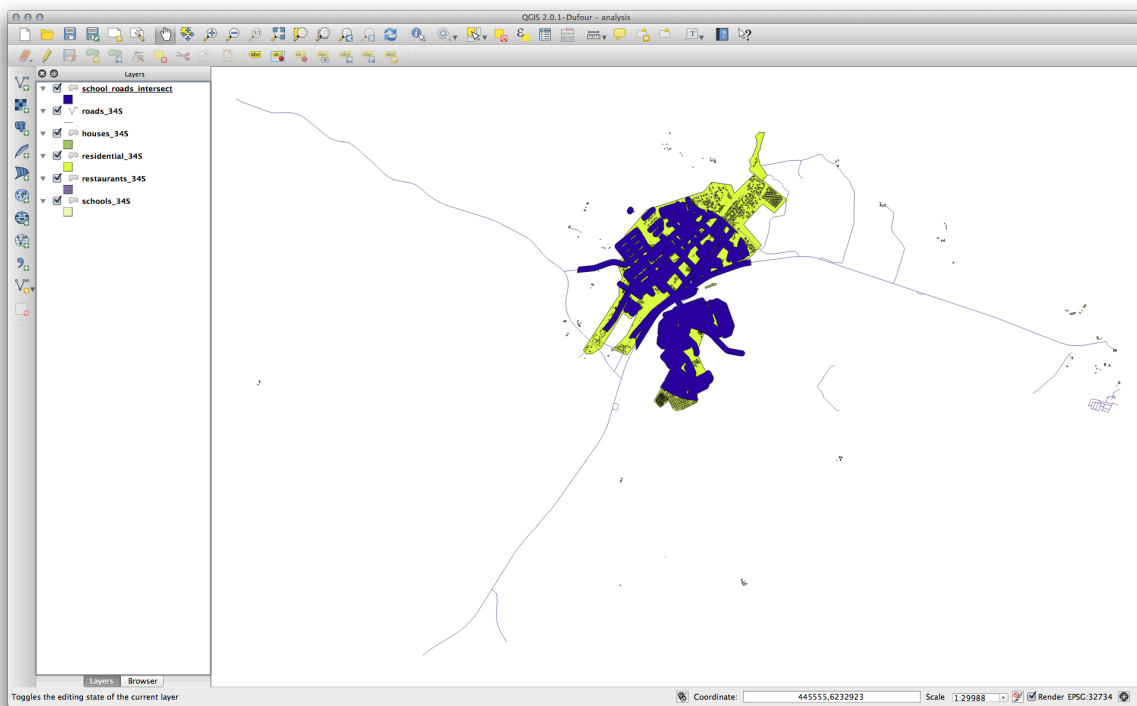 QGIS 2.0.1-Dufour - analysis
Layers
school_roads_intersect
roads_34S
houses_34S
residential_34S
restaurants_34S
schools_34S
Layers
Browser
Toggles the editing state of the current layer
Coordinate:
445555,6232923
Scale
1:29988
Render
EPSG:32734